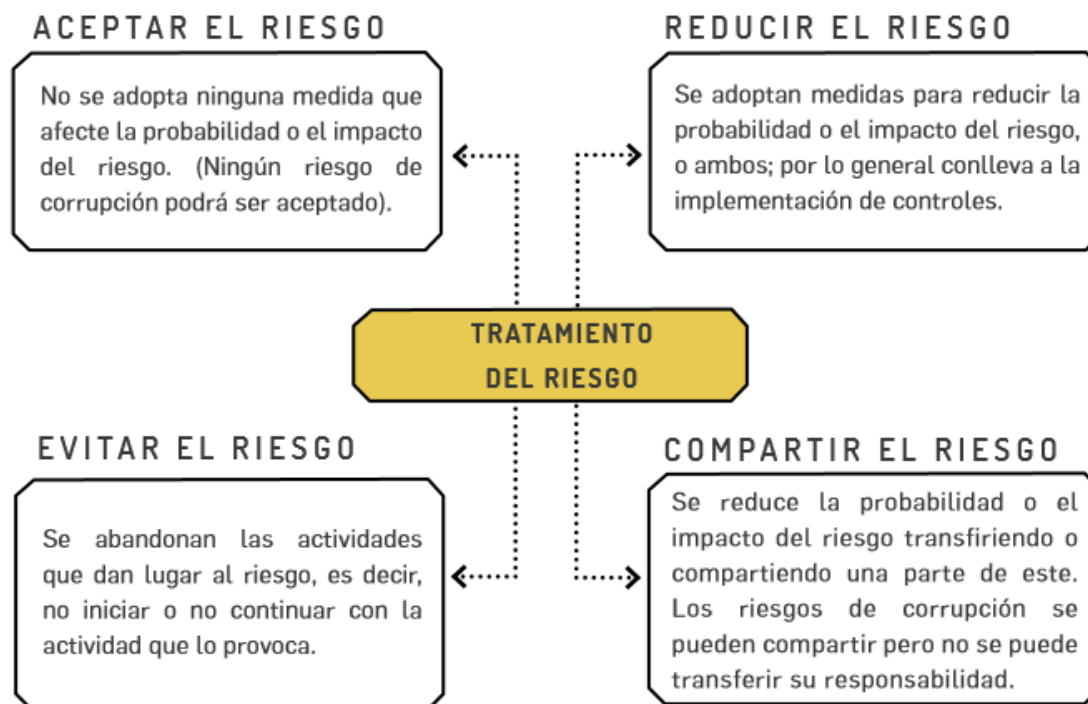 ACEPTAR EL RIESGO
No se adopta ninguna medida que
afecte la probabilidad o el impacto
del riesgo. (Ningún riesgo de
corrupción podrá ser aceptado).
REDUCIR EL RIESGO
Se adoptan medidas para reducir la
probabilidad o el impacto del riesgo,
o ambos; por lo general conlleva a la
implementación de controles.
TRATAMIENTO
DEL RIESGO
EVITAR EL RIESGO
Se abandonan las actividades
que dan lugar al riesgo, es decir,
no iniciar o no continuar con la
actividad que lo provoca.
COMPARTIR EL RIESGO
Se reduce la probabilidad o el
impacto del riesgo transfiriendo o
compartiendo una parte de este.
Los riesgos de corrupción se
pueden compartir pero no se puede
transferir su responsabilidad.